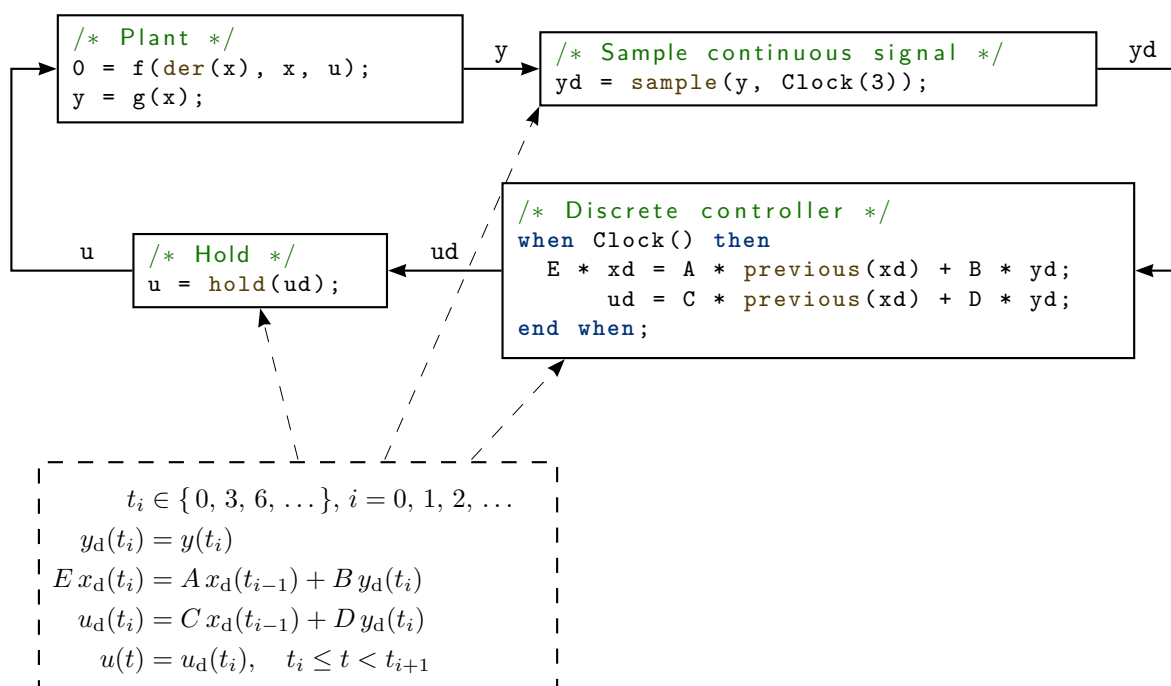 /* Plant */
0 = f(der(x), x, u);
y = g(x);
y
/* Sample continuous signal */
yd = sample(y, Clock(3));
yd
u
/* Hold */
u = hold(ud);
ud
/* Discrete controller */
when Clock() then
E * xd = A * previous(xd) + B * yd;
ud = C * previous(xd) + D * yd;
end when;
t_i ∈ { 0, 3, 6, … }, i = 0, 1, 2, …
y_d(t_i) = y(t_i)
E x_d(t_i) = A x_d(t_{i−1}) + B y_d(t_i)
u_d(t_i) = C x_d(t_{i−1}) + D y_d(t_i)
u(t) = u_d(t_i), t_i ≤ t < t_{i+1}